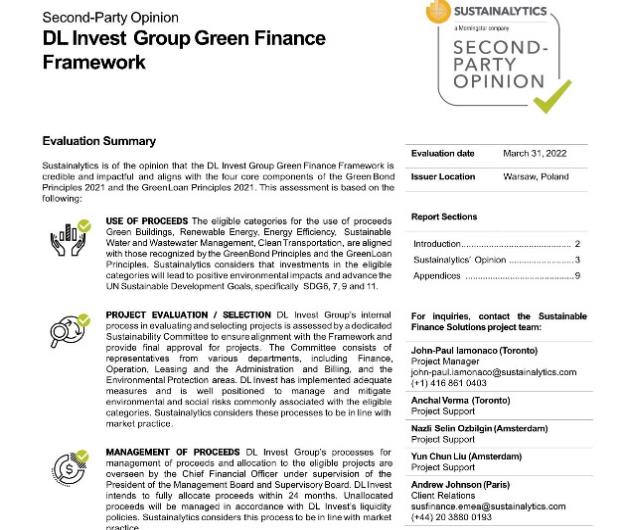 Second-Party Opinion
DL Invest Group Green Finance
Framework
SUSTAINALYTICS
a Morningstar company
SECOND-
PARTY
OPINION
Evaluation Summary
Sustainalytics is of the opinion that the DL Invest Group Green Finance Framework is
credible and impactful and aligns with the four core components of the Green Bond
Principles 2021 and the Green Loan Principles 2021. This assessment is based on the
following:
USE OF PROCEEDS The eligible categories for the use of proceeds
Green Buildings, Renewable Energy, Energy Efficiency, Sustainable
Water and Wastewater Management, Clean Transportation, are aligned
with those recognized by the Green Bond Principles and the Green Loan
Principles. Sustainalytics considers that investments in the eligible
categories will lead to positive environmental impacts and advance the
UN Sustainable Development Goals, specifically SDG 6, 7, 9 and 11.
PROJECT EVALUATION / SELECTION DL Invest Group's internal
process in evaluating and selecting projects is assessed by a dedicated
Sustainability Committee to ensure alignment with the Framework and
provide final approval for projects. The Committee consists of
representatives from various departments, including Finance,
Operation, Leasing and the Administration and Billing, and the
Environmental Protection areas. DL Invest has implemented adequate
measures and is well positioned to manage and mitigate
environmental and social risks commonly associated with the eligible
categories. Sustainalytics considers these processes to be in line with
market practice.
MANAGEMENT OF PROCEEDS DL Invest Group's processes for
management of proceeds and allocation to the eligible projects are
overseen by the Chief Financial Officer under supervision of the
President of the Management Board and Supervisory Board. DL Invest
intends to fully allocate proceeds within 24 months. Unallocated
proceeds will be managed in accordance with DL Invest's liquidity
policies. Sustainalytics considers this process to be in line with market
practice.
Evaluation date March 31, 2022
Issuer Location Warsaw, Poland
Report Sections
Introduction.................................................... 2
Sustainalytics' Opinion .................................. 3
Appendices .................................................... 9
For inquiries, contact the Sustainable
Finance Solutions project team:
John-Paul Iamonaco (Toronto)
Project Manager
john-paul.iamonaco@sustainalytics.com
(+1) 416 861 0403
Anchal Verma (Toronto)
Project Support
Nazli Selin Ozbilgin (Amsterdam)
Project Support
Yun Chun Liu (Amsterdam)
Project Support
Andrew Johnson (Paris)
Client Relations
susfinance.emea@sustainalytics.com
(+44) 20 3880 0193